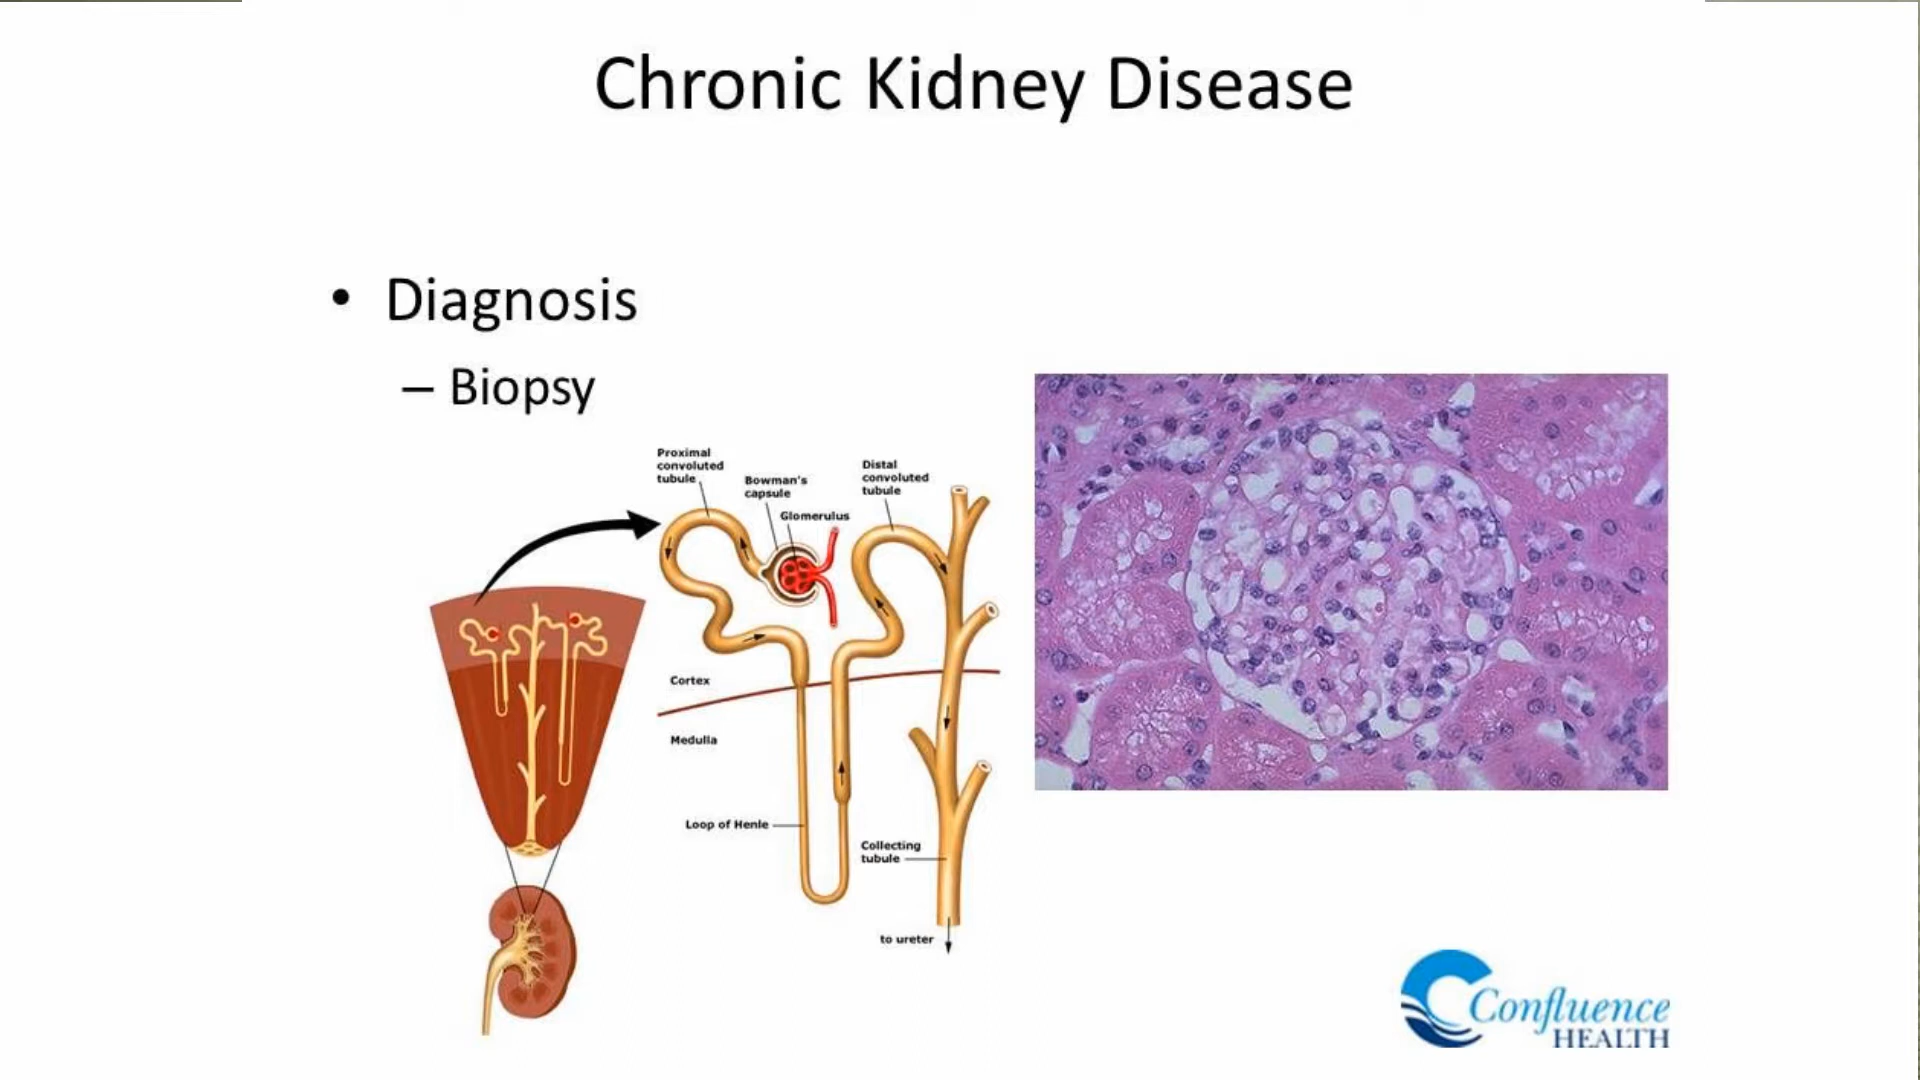 Chronic Kidney Disease
• Diagnosis
– Biopsy
Proximal
convoluted
tubule
Bowman's
capsule
Glomerulus
Distal
convoluted
tubule
Cortex
Medulla
Loop of Henle
Collecting
tubule
to ureter
Confluence
HEALTH